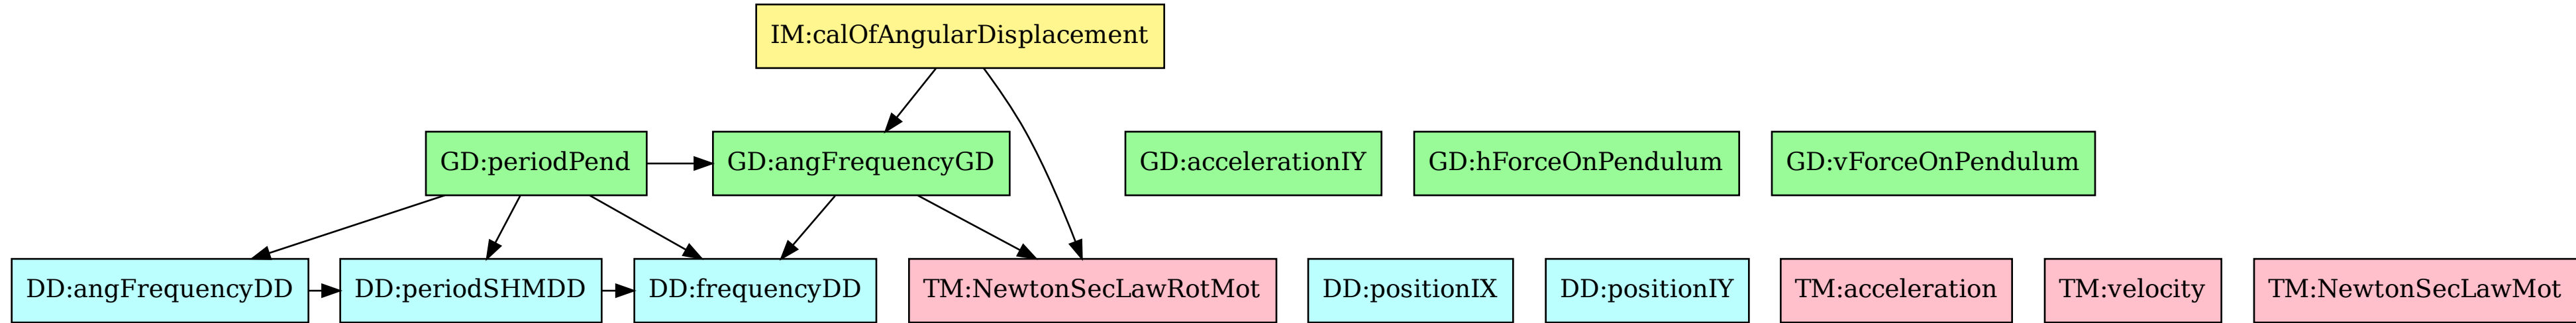 IM:calOfAngularDisplacement
GD:periodPend
GD:angFrequencyGD
GD:accelerationIY
GD:hForceOnPendulum
GD:vForceOnPendulum
DD:angFrequencyDD
DD:periodSHMDD
DD:frequencyDD
TM:NewtonSecLawRotMot
DD:positionIX
DD:positionIY
TM:acceleration
TM:velocity
TM:NewtonSecLawMot